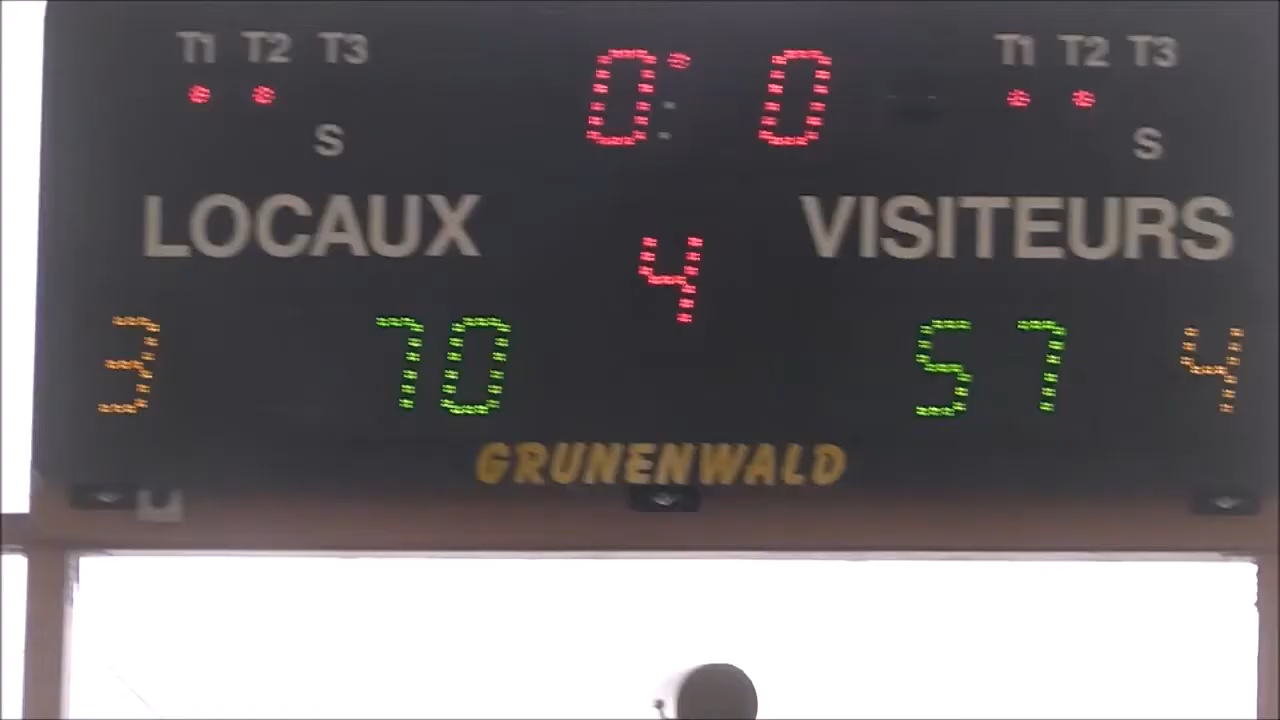 T1 T2 T3 0: 0 T1 T2 T3
S S
LOCAUX VISITEURS
4
3 70 57 4
GRUNENWALD